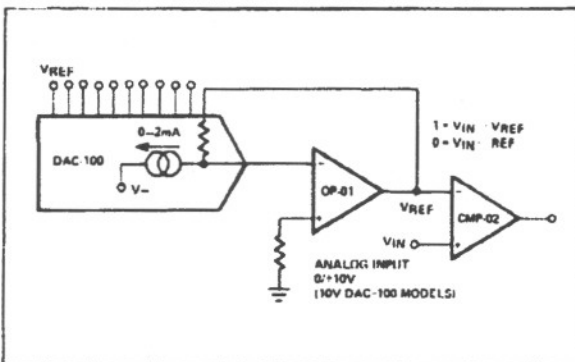 VREF
0–2mA
DAC-100
V–
OP-01
VREF
1 = VIN VREF
0 = VIN REF
CMP-02
VIN
ANALOG INPUT
0/+10V
(10V DAC-100 MODELS)